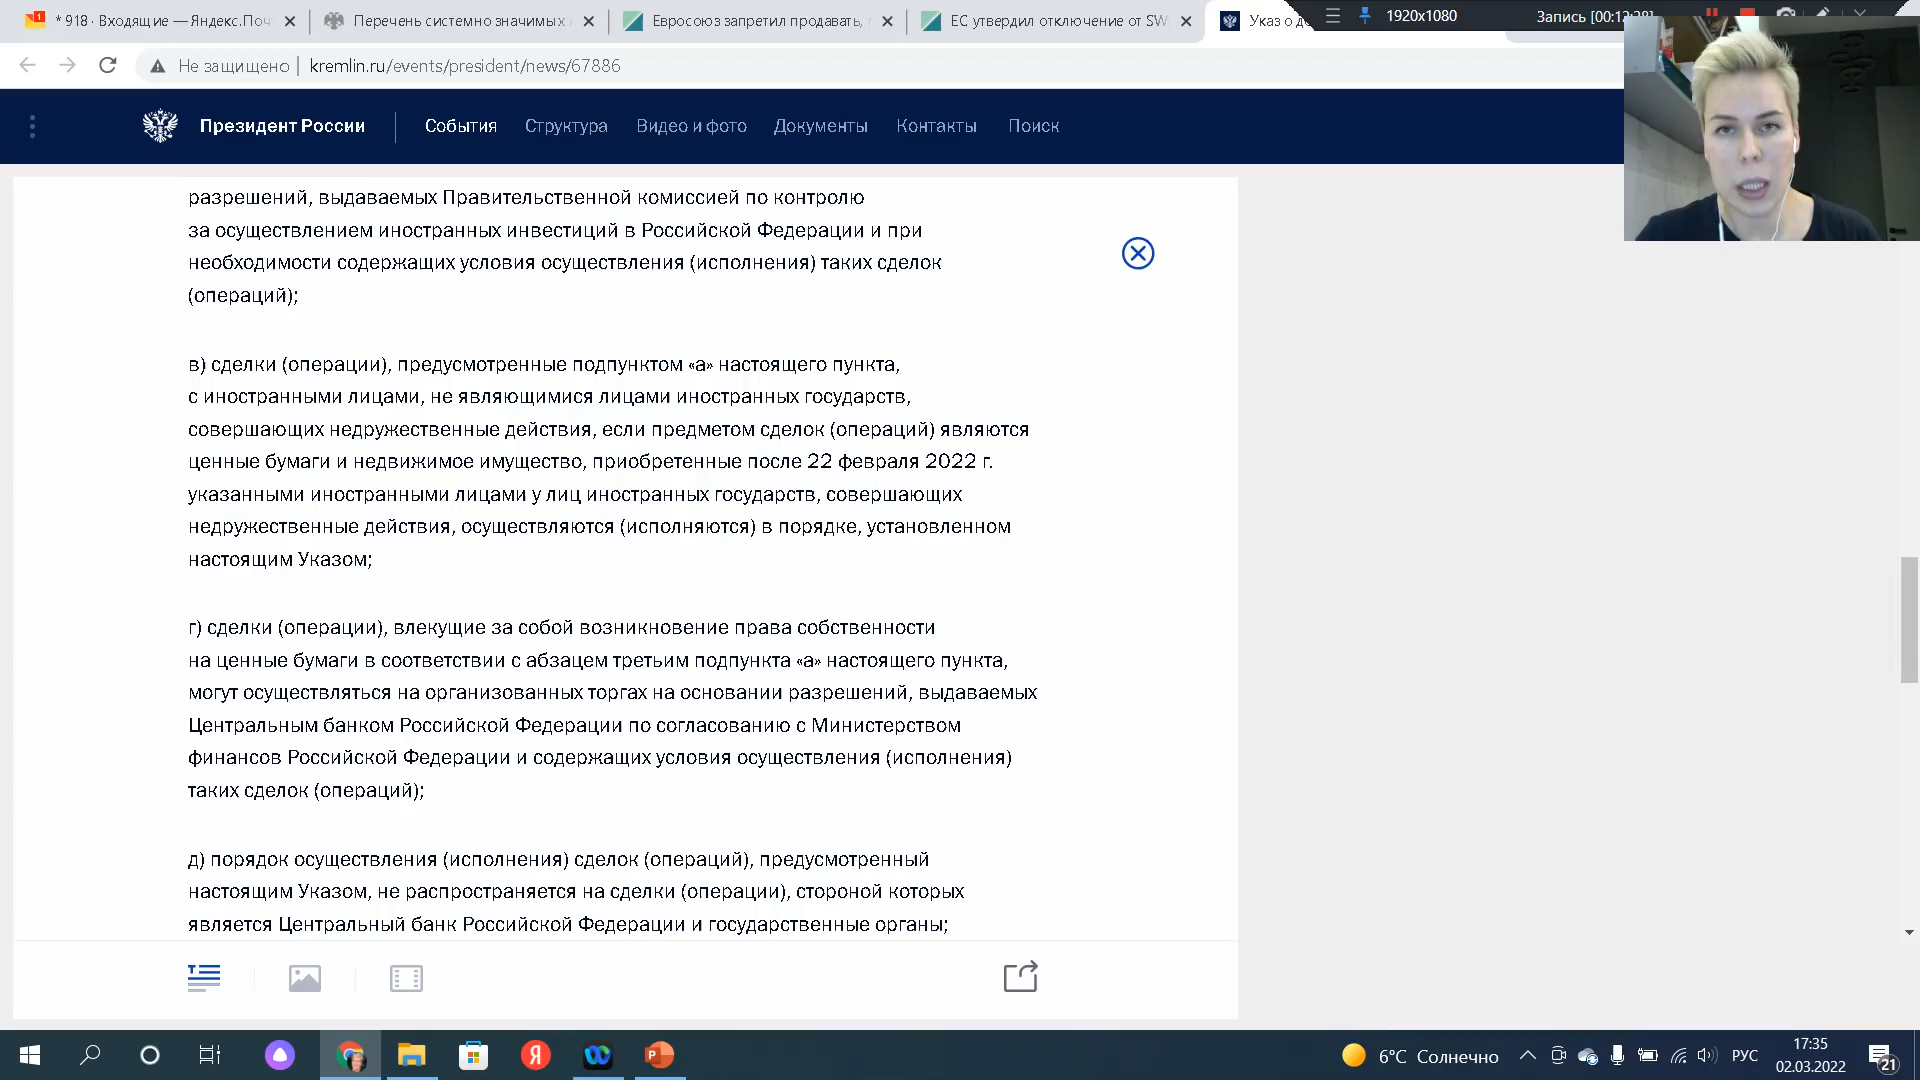 * 918 · Входящие — Яндекс.Поч
Перечень системно значимых
Евросоюз запретил продавать,
ЕС утвердил отключение от SW
Указ о д
1920x1080
Запись [00:12:28]
Не защищено | kremlin.ru/events/president/news/67886
Президент России
События
Структура
Видео и фото
Документы
Контакты
Поиск
разрешений, выдаваемых Правительственной комиссией по контролю
за осуществлением иностранных инвестиций в Российской Федерации и при
необходимости содержащих условия осуществления (исполнения) таких сделок
(операций);
в) сделки (операции), предусмотренные подпунктом «а» настоящего пункта,
с иностранными лицами, не являющимися лицами иностранных государств,
совершающих недружественные действия, если предметом сделок (операций) являются
ценные бумаги и недвижимое имущество, приобретенные после 22 февраля 2022 г.
указанными иностранными лицами у лиц иностранных государств, совершающих
недружественные действия, осуществляются (исполняются) в порядке, установленном
настоящим Указом;
г) сделки (операции), влекущие за собой возникновение права собственности
на ценные бумаги в соответствии с абзацем третьим подпункта «а» настоящего пункта,
могут осуществляться на организованных торгах на основании разрешений, выдаваемых
Центральным банком Российской Федерации по согласованию с Министерством
финансов Российской Федерации и содержащих условия осуществления (исполнения)
таких сделок (операций);
д) порядок осуществления (исполнения) сделок (операций), предусмотренный
настоящим Указом, не распространяется на сделки (операции), стороной которых
является Центральный банк Российской Федерации и государственные органы;
6°C Солнечно
РУС
17:35
02.03.2022
21